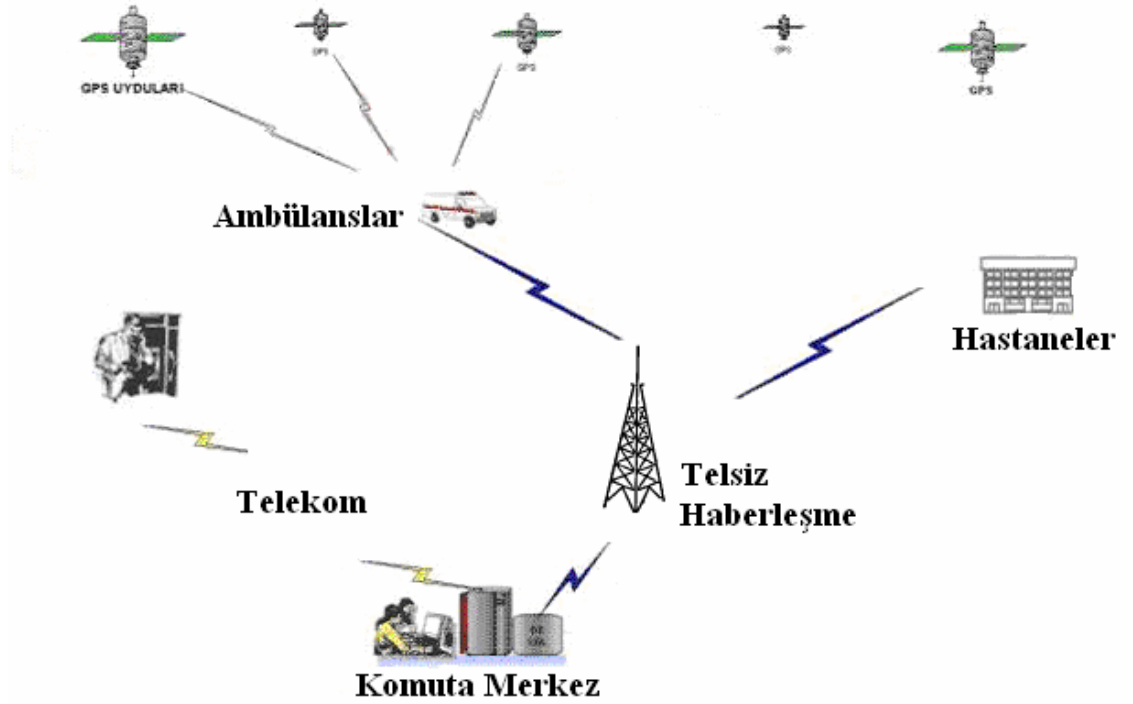 GPS UYDULARI
GPS
GPS
GPS
GPS
Ambülanslar
Hastaneler
Telekom
Telsiz
Haberleşme
Komuta Merkez